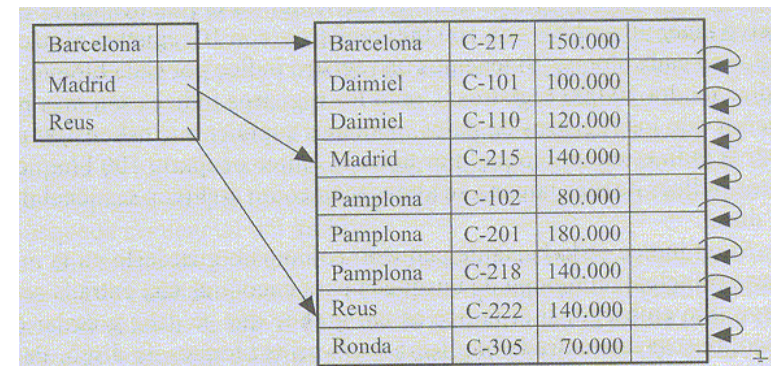 Barcelona
Madrid
Reus
Barcelona C-217 150.000
Daimiel C-101 100.000
Daimiel C-110 120.000
Madrid C-215 140.000
Pamplona C-102 80.000
Pamplona C-201 180.000
Pamplona C-218 140.000
Reus C-222 140.000
Ronda C-305 70.000